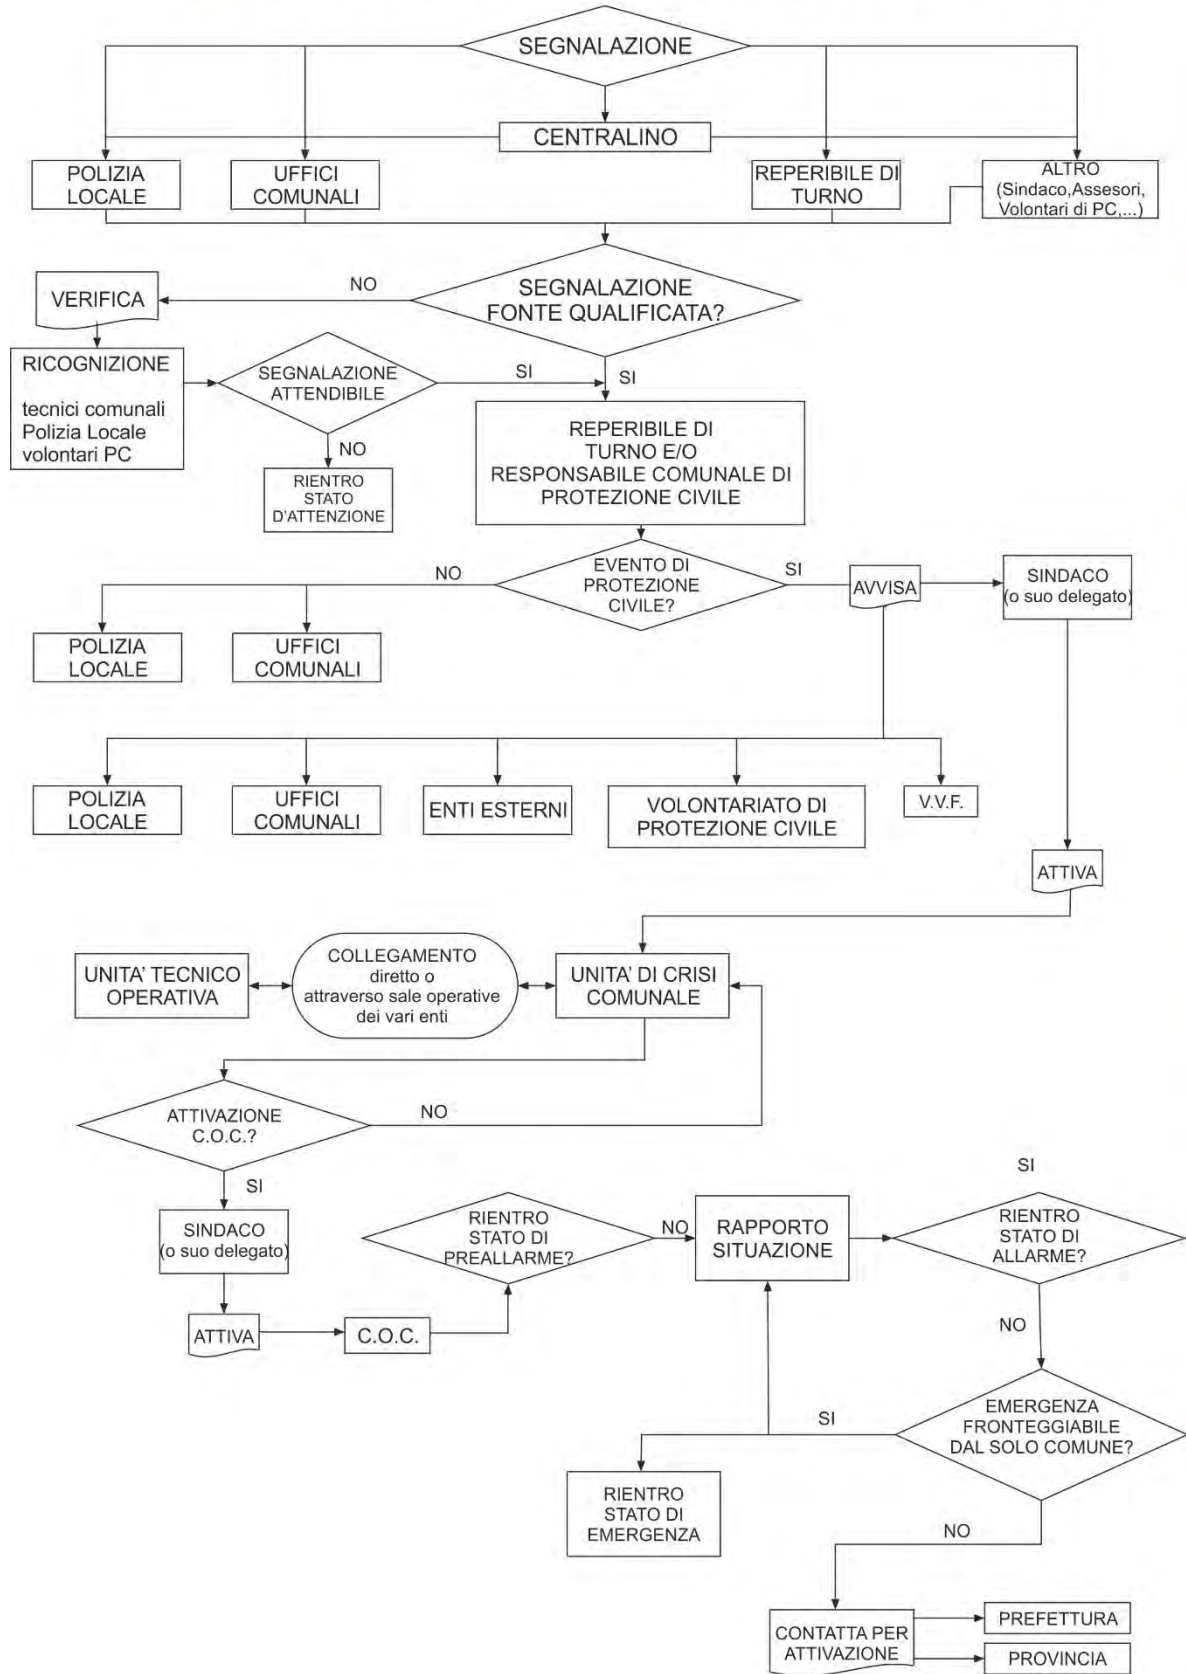 SEGNALAZIONE
CENTRALINO
POLIZIA
LOCALE
UFFICI
COMUNALI
REPERIBILE DI
TURNO
ALTRO
(Sindaco,Assesori,
Volontari di PC,...)
SEGNALAZIONE
FONTE QUALIFICATA?
NO
VERIFICA
RICOGNIZIONE
tecnici comunali
Polizia Locale
volontari PC
SEGNALAZIONE
ATTENDIBILE
SI
SI
NO
RIENTRO
STATO
D'ATTENZIONE
REPERIBILE DI
TURNO E/O
RESPONSABILE COMUNALE DI
PROTEZIONE CIVILE
EVENTO DI
PROTEZIONE
CIVILE?
NO
SI
AVVISA
SINDACO
(o suo delegato)
POLIZIA
LOCALE
UFFICI
COMUNALI
POLIZIA
LOCALE
UFFICI
COMUNALI
ENTI ESTERNI
VOLONTARIATO DI
PROTEZIONE CIVILE
V.V.F.
ATTIVA
UNITA' TECNICO
OPERATIVA
COLLEGAMENTO
diretto o
attraverso sale operative
dei vari enti
UNITA' DI CRISI
COMUNALE
ATTIVAZIONE
C.O.C.?
NO
SI
SINDACO
(o suo delegato)
ATTIVA
C.O.C.
RIENTRO
STATO DI
PREALLARME?
NO
RAPPORTO
SITUAZIONE
SI
RIENTRO
STATO DI
ALLARME?
NO
EMERGENZA
FRONTEGGIABILE
DAL SOLO COMUNE?
SI
RIENTRO
STATO DI
EMERGENZA
NO
CONTATTA PER
ATTIVAZIONE
PREFETTURA
PROVINCIA